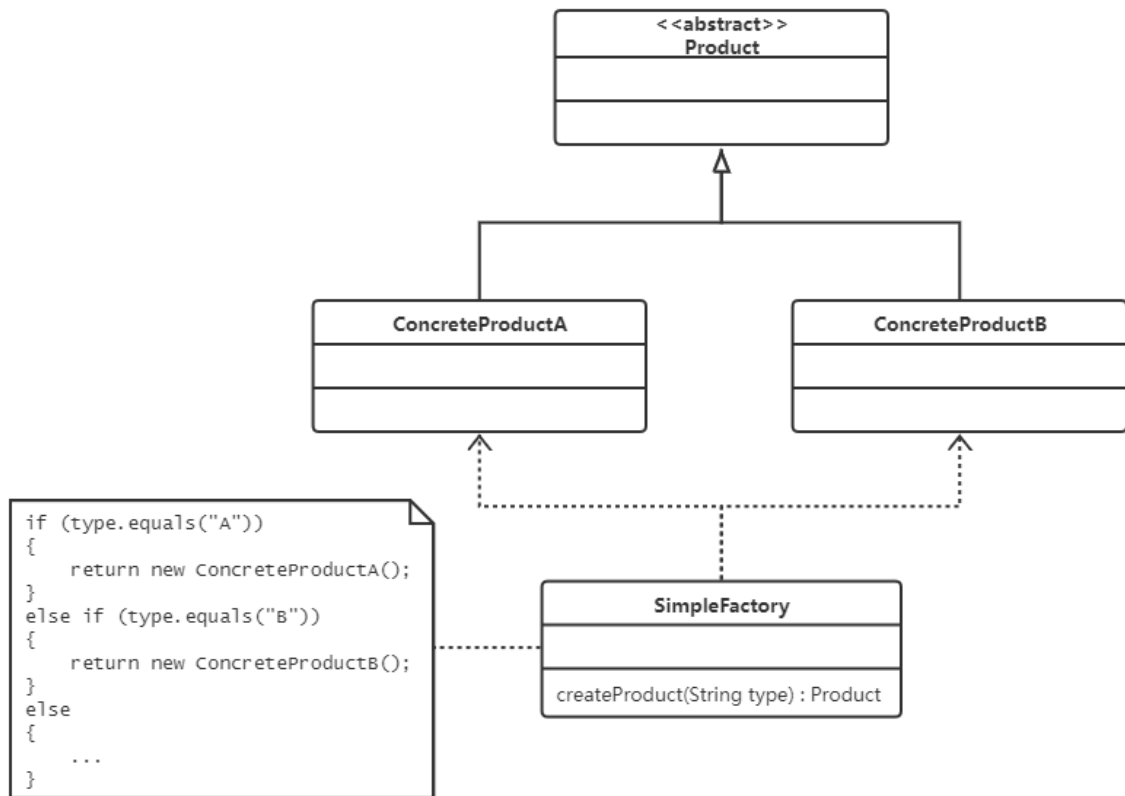 <<abstract>>
Product
ConcreteProductA
ConcreteProductB
if (type.equals("A"))
{
    return new ConcreteProductA();
}
else if (type.equals("B"))
{
    return new ConcreteProductB();
}
else
{
    ...
}
SimpleFactory
createProduct(String type) : Product